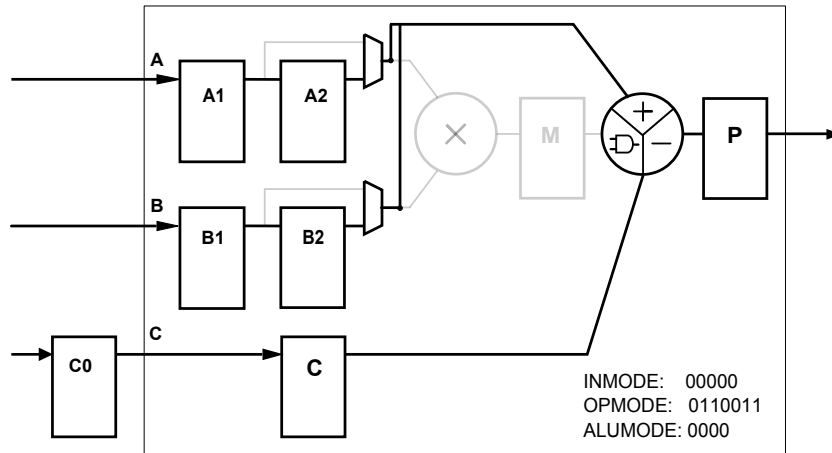 A
A1
A2
M
P
B
B1
B2
C
C0
C
INMODE: 00000
OPMODE: 0110011
ALUMODE: 0000